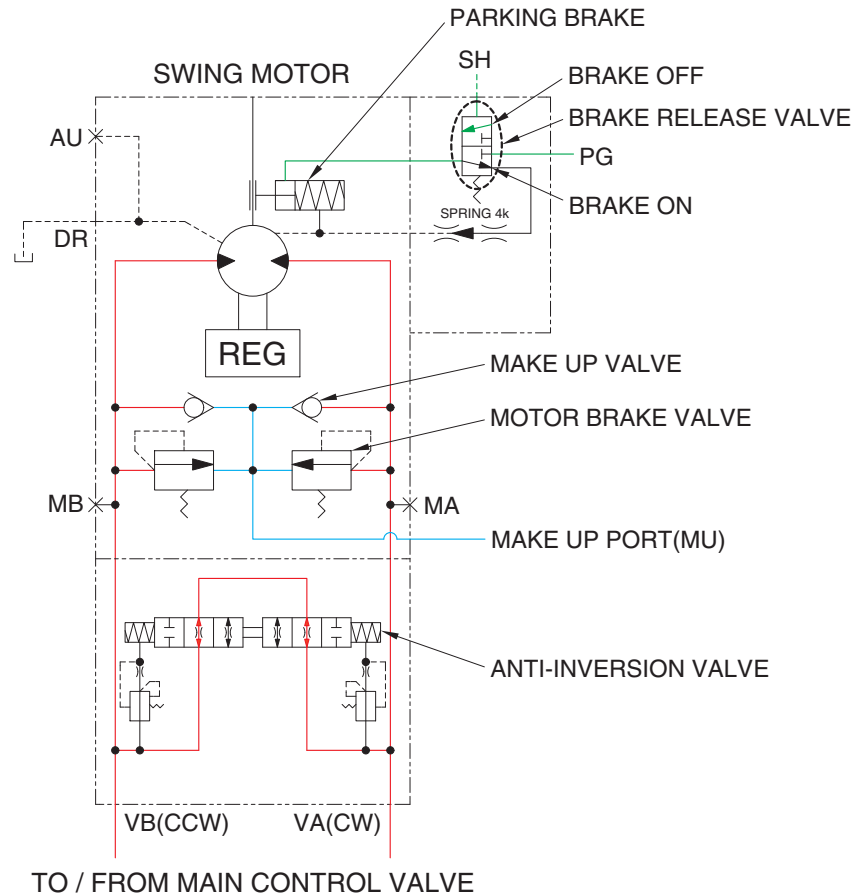 PARKING BRAKE
SWING MOTOR
SH
BRAKE OFF
BRAKE RELEASE VALVE
AU
PG
BRAKE ON
SPRING 4k
DR
REG
MAKE UP VALVE
MOTOR BRAKE VALVE
MB
MA
MAKE UP PORT(MU)
ANTI-INVERSION VALVE
VB(CCW)
VA(CW)
TO / FROM MAIN CONTROL VALVE